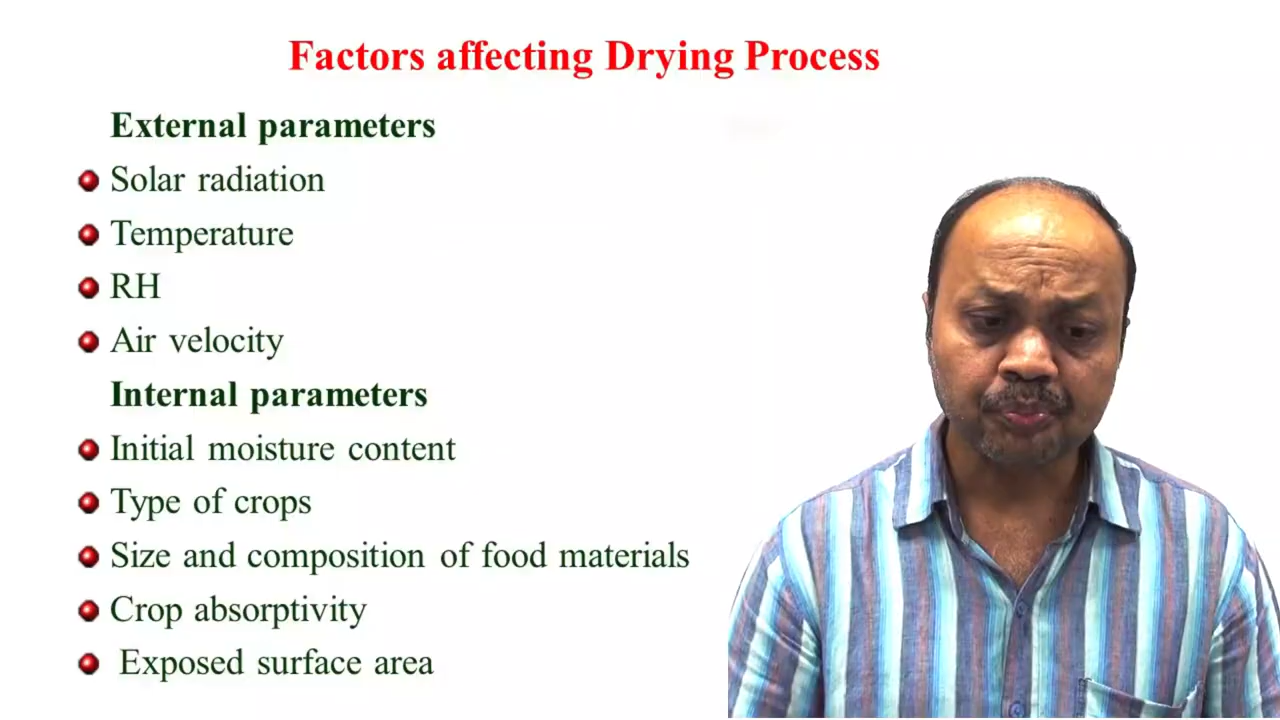 Factors affecting Drying Process
External parameters
Solar radiation
Temperature
RH
Air velocity
Internal parameters
Initial moisture content
Type of crops
Size and composition of food materials
Crop absorptivity
Exposed surface area